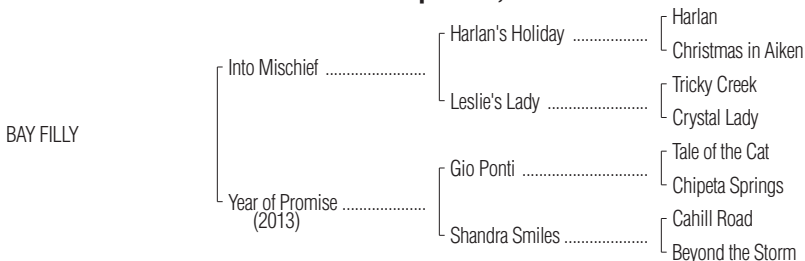 Harlan
Harlan's Holiday ..................
Christmas in Aiken
Into Mischief ........................
Tricky Creek
Leslie's Lady ........................
Crystal Lady
BAY FILLY
Tale of the Cat
Gio Ponti ..............................
Chipeta Springs
Year of Promise ....................
(2013)
Cahill Road
Shandra Smiles ....................
Beyond the Storm